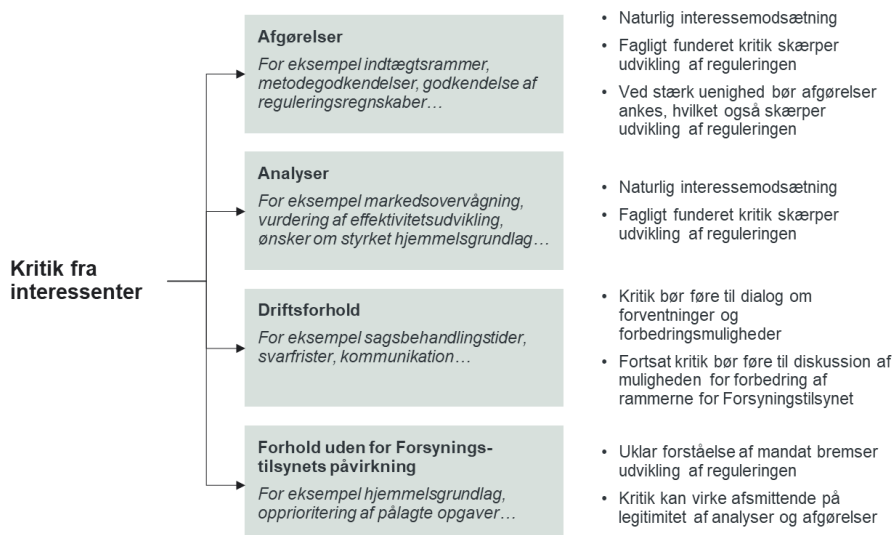 Kritik fra
interessenter
Afgørelser
For eksempel indtægtsrammer,
metodegodkendelser, godkendelse af
reguleringsregnskaber…
• Naturlig interessemodsætning
• Fagligt funderet kritik skærper
udvikling af reguleringen
• Ved stærk uenighed bør afgørelser
ankes, hvilket også skærper
udvikling af reguleringen
Analyser
For eksempel markedsovervågning,
vurdering af effektivitetsudvikling,
ønsker om styrket hjemmelsgrundlag…
• Naturlig interessemodsætning
• Fagligt funderet kritik skærper
udvikling af reguleringen
Driftsforhold
For eksempel sagsbehandlingstider,
svarfrister, kommunikation…
• Kritik bør føre til dialog om
forventninger og
forbedringsmuligheder
• Fortsat kritik bør føre til diskussion af
muligheden for forbedring af
rammerne for Forsyningstilsynet
Forhold uden for Forsynings-
tilsynets påvirkning
For eksempel hjemmelsgrundlag,
opprioritering af pålagte opgaver…
• Uklar forståelse af mandat bremser
udvikling af reguleringen
• Kritik kan virke afsmittende på
legitimitet af analyser og afgørelser